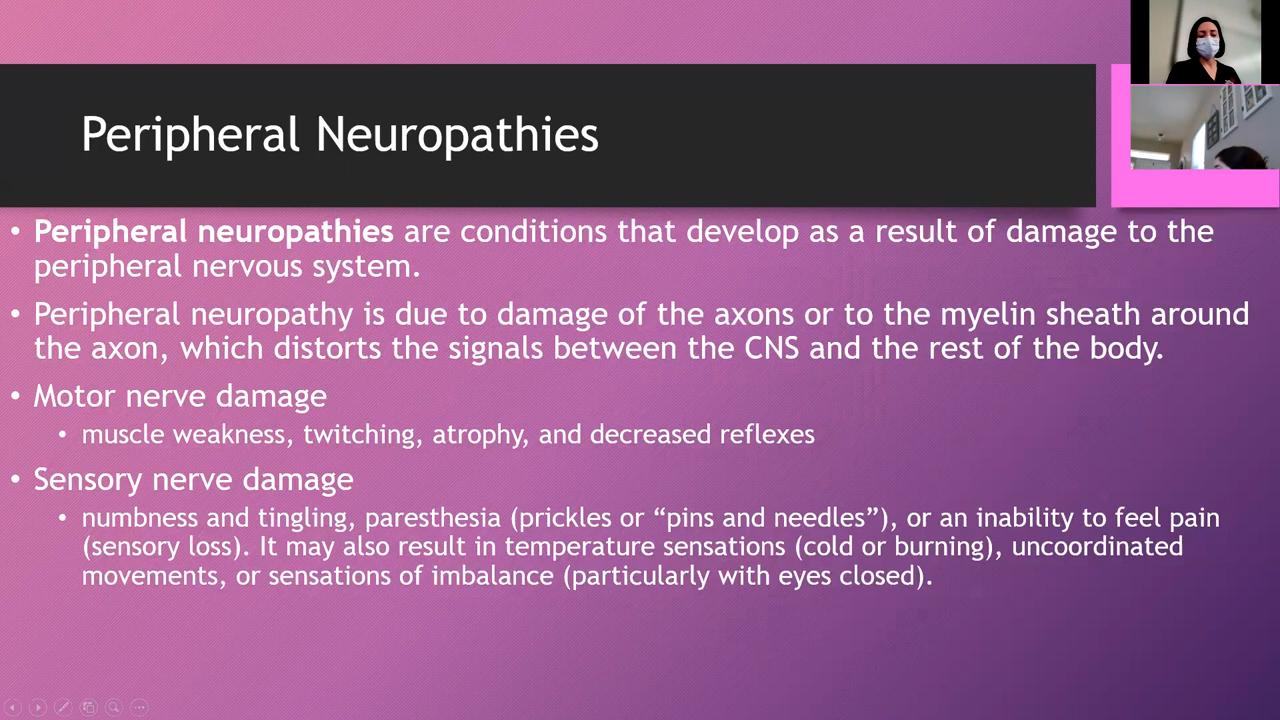 Peripheral Neuropathies
• Peripheral neuropathies are conditions that develop as a result of damage to the
peripheral nervous system.
• Peripheral neuropathy is due to damage of the axons or to the myelin sheath around
the axon, which distorts the signals between the CNS and the rest of the body.
• Motor nerve damage
• muscle weakness, twitching, atrophy, and decreased reflexes
• Sensory nerve damage
• numbness and tingling, paresthesia (prickles or “pins and needles”), or an inability to feel pain
(sensory loss). It may also result in temperature sensations (cold or burning), uncoordinated
movements, or sensations of imbalance (particularly with eyes closed).